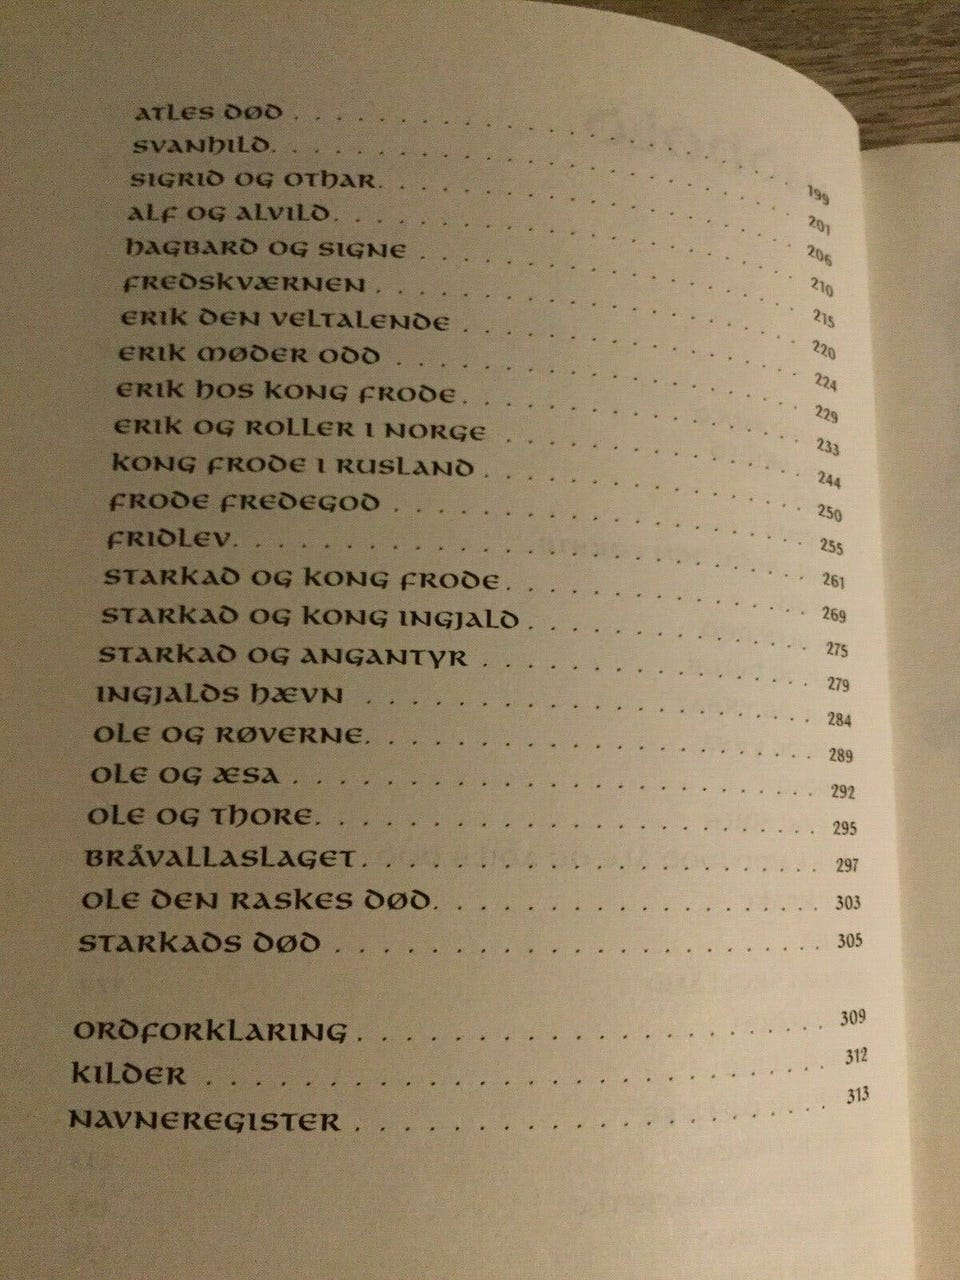 ATLES DØD . . . . . . . . . . 199
SVANHILD. . . . . . . . . . . 201
SIGRID OG OTHAR. . . . . . . . . . 206
ALF OG ALVILD. . . . . . . . . . 210
HAGBARD OG SIGNE . . . . . . . . . . 215
FREDSKVÆRNEN . . . . . . . . . . 220
ERIK DEN VELTALENDE . . . . . . . . . . 224
ERIK MØDER ODD . . . . . . . . . . 229
ERIK HOS KONG FRODE. . . . . . . . . . 233
ERIK OG ROLLER I NORGE . . . . . . . . . . 244
KONG FRODE I RUSLAND . . . . . . . . . . 250
FRODE FREDEGOD . . . . . . . . . . 255
FRIDLEV. . . . . . . . . . 261
STARKAD OG KONG FRODE. . . . . . . . . . 269
STARKAD OG KONG INGJALD . . . . . . . . . . 275
STARKAD OG ANGANTYR . . . . . . . . . . 279
INGJALDS HÆVN . . . . . . . . . . 284
OLE OG RØVERNE. . . . . . . . . . 289
OLE OG ÆSA . . . . . . . . . . 292
OLE OG THORE. . . . . . . . . . 295
BRÅVALLASLAGET. . . . . . . . . . 297
OLE DEN RASKES DØD. . . . . . . . . . 303
STARKADS DØD . . . . . . . . . . 305
ORDFORKLARING . . . . . . . . . . 309
KILDER . . . . . . . . . . 312
NAVNEREGISTER . . . . . . . . . . 313